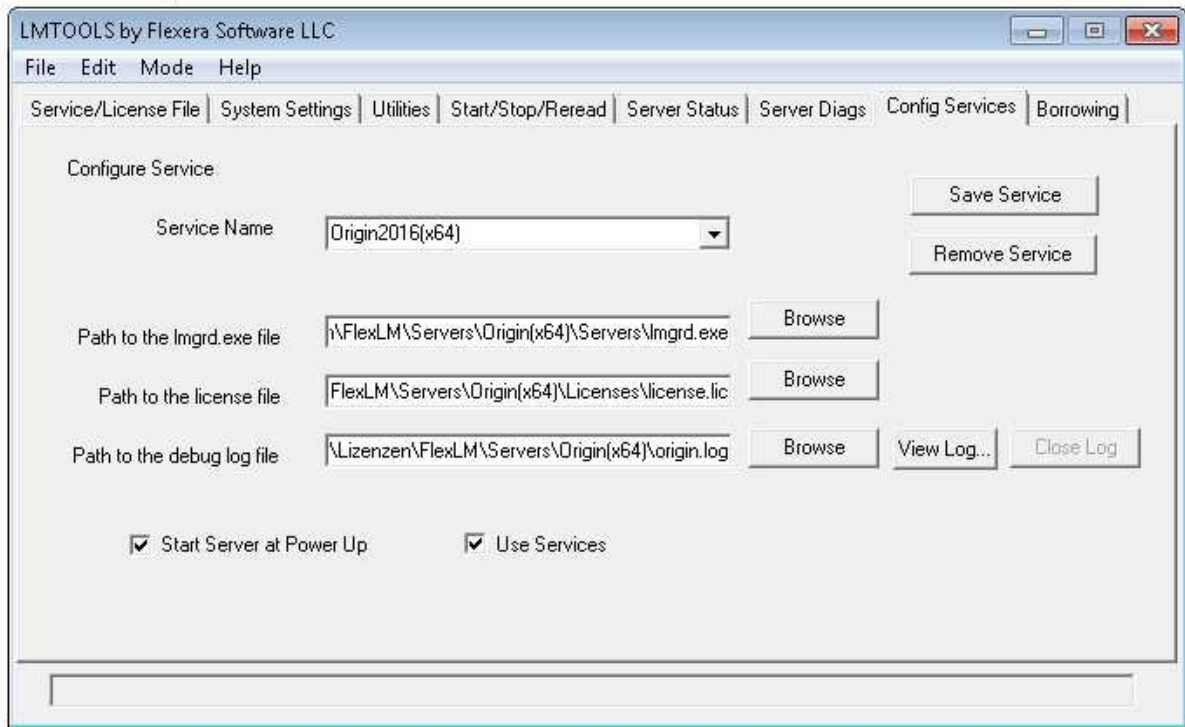 LMTOOLS by Flexera Software LLC
File Edit Mode Help
Service/License File System Settings Utilities Start/Stop/Reread Server Status Server Diags Config Services Borrowing
Configure Service
Save Service
Service Name Origin2016(x64)
Remove Service
Path to the lmgrd.exe file \FlexLM\Servers\Origin(x64)\Servers\lmgrd.exe Browse
Path to the license file FlexLM\Servers\Origin(x64)\Licenses\license.lic Browse
Path to the debug log file \Lizenzen\FlexLM\Servers\Origin(x64)\origin.log Browse View Log... Close Log
Start Server at Power Up Use Services